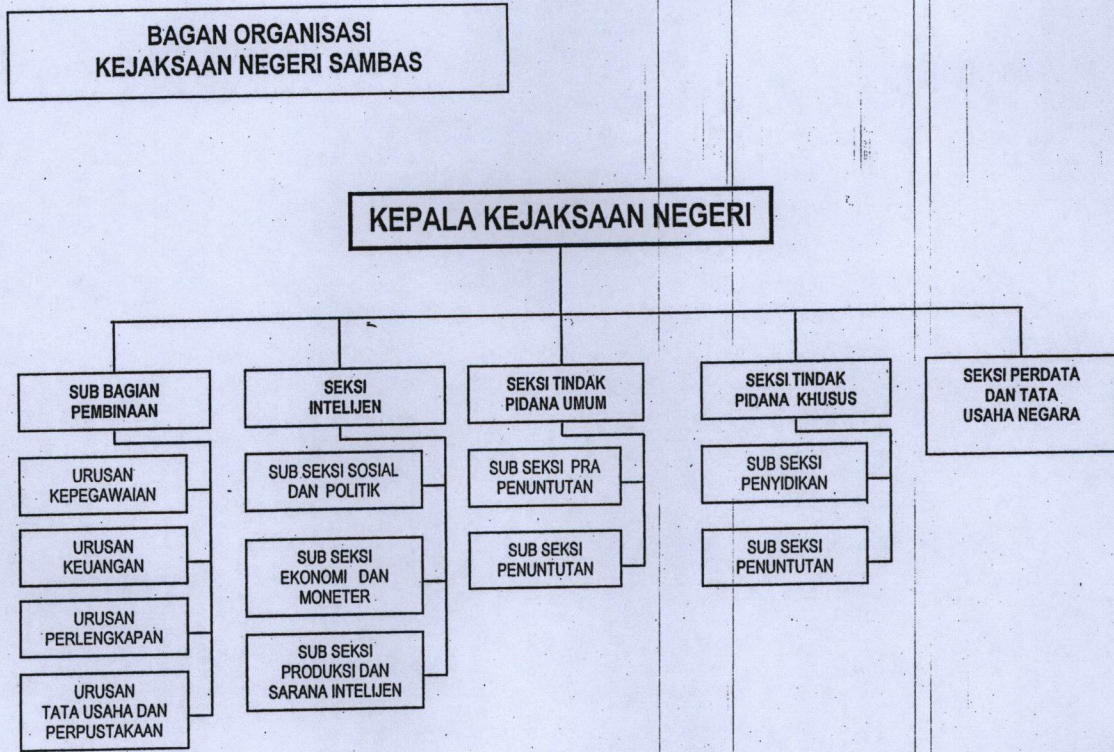 BAGAN ORGANISASI
KEJAKSAAN NEGERI SAMBAS
KEPALA KEJAKSAAN NEGERI
SUB BAGIAN
PEMBINAAN
URUSAN
KEPEGAWAIAN
URUSAN
KEUANGAN
URUSAN
PERLENGKAPAN
URUSAN
TATA USAHA DAN
PERPUSTAKAAN
SEKSI
INTELIJEN
SUB SEKSI SOSIAL
DAN POLITIK
SUB SEKSI
EKONOMI DAN
MONETER
SUB SEKSI
PRODUKSI DAN
SARANA INTELIJEN
SEKSI TINDAK
PIDANA UMUM
SUB SEKSI PRA
PENUNTUTAN
SUB SEKSI
PENUNTUTAN
SEKSI TINDAK
PIDANA KHUSUS
SUB SEKSI
PENYIDIKAN
SUB SEKSI
PENUNTUTAN
SEKSI PERDATA
DAN TATA
USAHA NEGARA